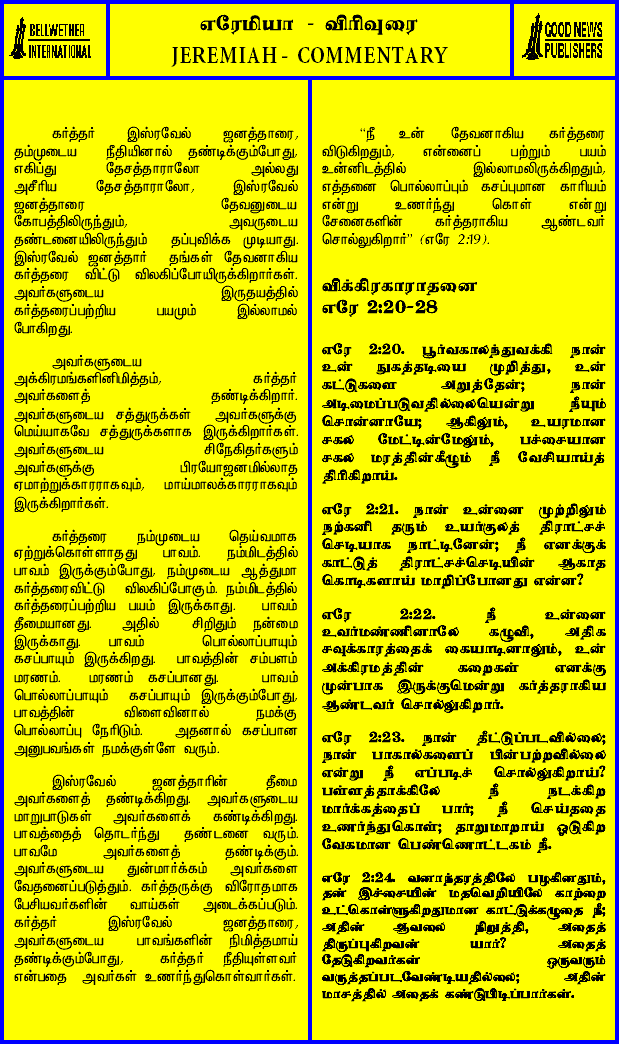 BELLWETHER
INTERNATIONAL
எரேமியா - விரிவுரை
JEREMIAH - COMMENTARY
GOOD NEWS
PUBLISHERS
கர்த்தர் இஸ்ரவேல் ஜனத்தாரை,
தம்முடைய நீதியினால் தண்டிக்கும்போது,
எகிப்து தேசத்தாராலோ அல்லது
அசீரிய தேசத்தாராலோ, இஸ்ரவேல்
ஜனத்தாரை தேவனுடைய
கோபத்திலிருந்தும், அவருடைய
தண்டனையிலிருந்தும் தப்புவிக்க முடியாது.
இஸ்ரவேல் ஜனத்தார் தங்கள் தேவனாகிய
கர்த்தரை விட்டு விலகிப்போயிருக்கிறார்கள்.
அவர்களுடைய இருதயத்தில்
கர்த்தரைப்பற்றிய பயமும் இல்லாமல்
போகிறது.
அவர்களுடைய
அக்கிரமங்களினிமித்தம், கர்த்தர்
அவர்களைத் தண்டிக்கிறார்.
அவர்களுடைய சத்துருக்கள் அவர்களுக்கு
மெய்யாகவே சத்துருக்களாக இருக்கிறார்கள்.
அவர்களுடைய சிநேகிதர்களும்
அவர்களுக்கு பிரயோஜனமில்லாத
ஏமாற்றுக்காரராகவும், மாய்மாலக்காரராகவும்
இருக்கிறார்கள்.
கர்த்தரை நம்முடைய தெய்வமாக
ஏற்றுக்கொள்ளாதது பாவம். நம்மிடத்தில்
பாவம் இருக்கும்போது, நம்முடைய ஆத்துமா
கர்த்தரைவிட்டு விலகிப்போகும். நம்மிடத்தில்
கர்த்தரைப்பற்றிய பயம் இருக்காது. பாவம்
தீமையானது. அதில் சிறிதும் நன்மை
இருக்காது. பாவம் பொல்லாப்பாயும்
கசப்பாயும் இருக்கிறது. பாவத்தின் சம்பளம்
மரணம். மரணம் கசப்பானது. பாவம்
பொல்லாப்பாயும் கசப்பாயும் இருக்கும்போது,
பாவத்தின் விளைவினால் நமக்கு
பொல்லாப்பு நேரிடும். அதனால் கசப்பான
அனுபவங்கள் நமக்குள்ளே வரும்.
இஸ்ரவேல் ஜனத்தாரின் தீமை
அவர்களைத் தண்டிக்கிறது. அவர்களுடைய
மாறுபாடுகள் அவர்களைக் கண்டிக்கிறது.
பாவத்தைத் தொடர்ந்து தண்டனை வரும்.
பாவமே அவர்களைத் தண்டிக்கும்.
அவர்களுடைய துன்மார்க்கம் அவர்களை
வேதனைப்படுத்தும். கர்த்தருக்கு விரோதமாக
பேசியவர்களின் வாய்கள் அடைக்கப்படும்.
கர்த்தர் இஸ்ரவேல் ஜனத்தாரை,
அவர்களுடைய பாவங்களின் நிமித்தமாய்
தண்டிக்கும்போது, கர்த்தர் நீதியுள்ளவர்
என்பதை அவர்கள் உணர்ந்துகொள்வார்கள்.
“நீ உன் தேவனாகிய கர்த்தரை
விடுகிறதும், என்னைப் பற்றும் பயம்
உன்னிடத்தில் இல்லாமலிருக்கிறதும்,
எத்தனை பொல்லாப்பும் கசப்புமான காரியம்
என்று உணர்ந்து கொள் என்று
சேனைகளின் கர்த்தராகிய ஆண்டவர்
சொல்லுகிறார்” (எரே 2:19).
விக்கிரகாராதனை
எரே 2:20-28
எரே 2:20. பூர்வகாலந்துவக்கி நான்
உன் நுகத்தடியை முறித்து, உன்
கட்டுகளை அறுத்தேன்; நான்
அடிமைப்படுவதில்லையென்று நீயும்
சொன்னாயே; ஆகிலும், உயரமான
சகல மேட்டின்மேலும், பச்சையான
சகல மரத்தின்கீழும் நீ வேசியாய்த்
திரிகிறாய்.
எரே 2:21. நான் உன்னை முற்றிலும்
நற்கனி தரும் உயர்குலத் திராட்சச்
செடியாக நாட்டினேன்; நீ எனக்குக்
காட்டுத் திராட்சச்செடியின் ஆகாத
கொடிகளாய் மாறிப்போனது என்ன?
எரே 2:22. நீ உன்னை
உவர்மண்ணினாலே கழுவி, அதிக
சவுக்காரத்தைக் கையாடினாலும், உன்
அக்கிரமத்தின் கறைகள் எனக்கு
முன்பாக இருக்குமென்று கர்த்தராகிய
ஆண்டவர் சொல்லுகிறார்.
எரே 2:23. நான் தீட்டுப்படவில்லை;
நான் பாகால்களைப் பின்பற்றவில்லை
என்று நீ எப்படிச் சொல்லுகிறாய்?
பள்ளத்தாக்கிலே நீ நடக்கிற
மார்க்கத்தைப் பார்; நீ செய்ததை
உணர்ந்துகொள்; தாறுமாறாய் ஓடுகிற
வேகமான பெண்ணொட்டகம் நீ.
எரே 2:24. வனாந்தரத்திலே பழகினதும்,
தன் இச்சையின் மதவெறியிலே காற்றை
உட்கொள்ளுகிறதுமான காட்டுக்கழுதை நீ;
அதின் ஆவலை நிறுத்தி, அதைத்
திருப்புகிறவன் யார்? அதைத்
தேடுகிறவர்கள் ஒருவரும்
வருத்தப்படவேண்டியதில்லை; அதின்
மாசத்தில் அதைக் கண்டுபிடிப்பார்கள்.